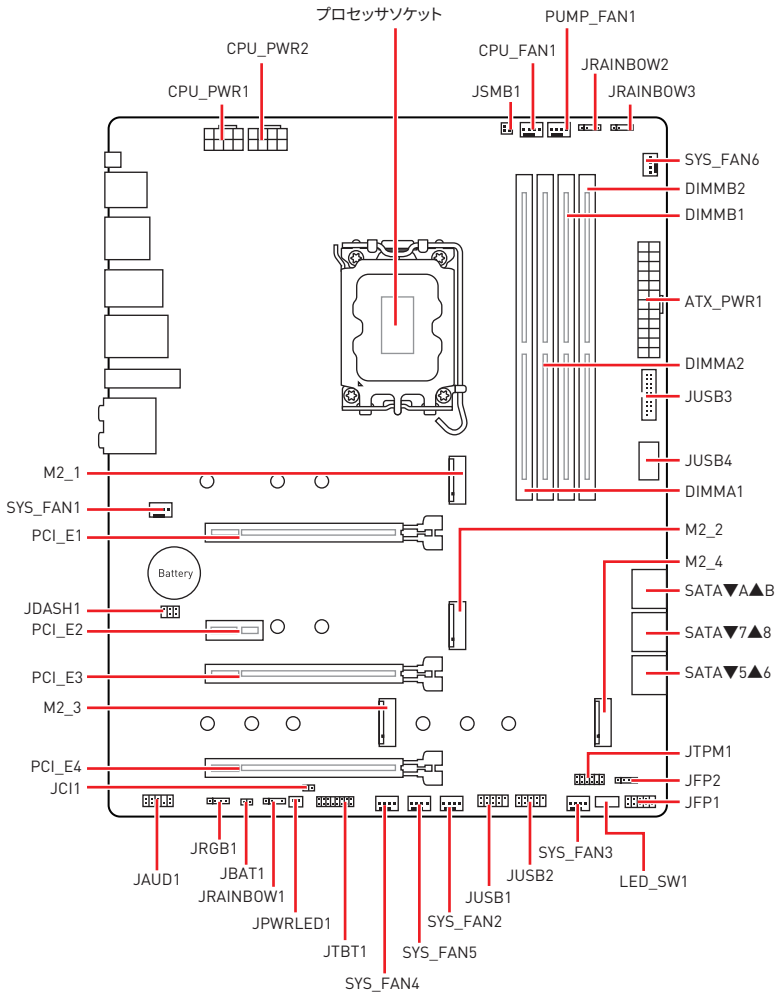 プロセッサソケット
PUMP_FAN1
CPU_PWR2
CPU_FAN1
JRAINBOW2
CPU_PWR1
JSMB1
JRAINBOW3
SYS_FAN6
DIMMB2
DIMMB1
ATX_PWR1
DIMMA2
JUSB3
JUSB4
M2_1
DIMMA1
SYS_FAN1
PCI_E1
M2_2
M2_4
Battery
SATA▼A▲B
JDASH1
PCI_E2
SATA▼7▲8
PCI_E3
SATA▼5▲6
M2_3
JTPM1
PCI_E4
JFP2
JCI1
JFP1
JRGB1
SYS_FAN3
JBAT1
JUSB2
JAUD1
LED_SW1
JRAINBOW1
JUSB1
JPWRLED1
SYS_FAN2
JTBT1
SYS_FAN5
SYS_FAN4